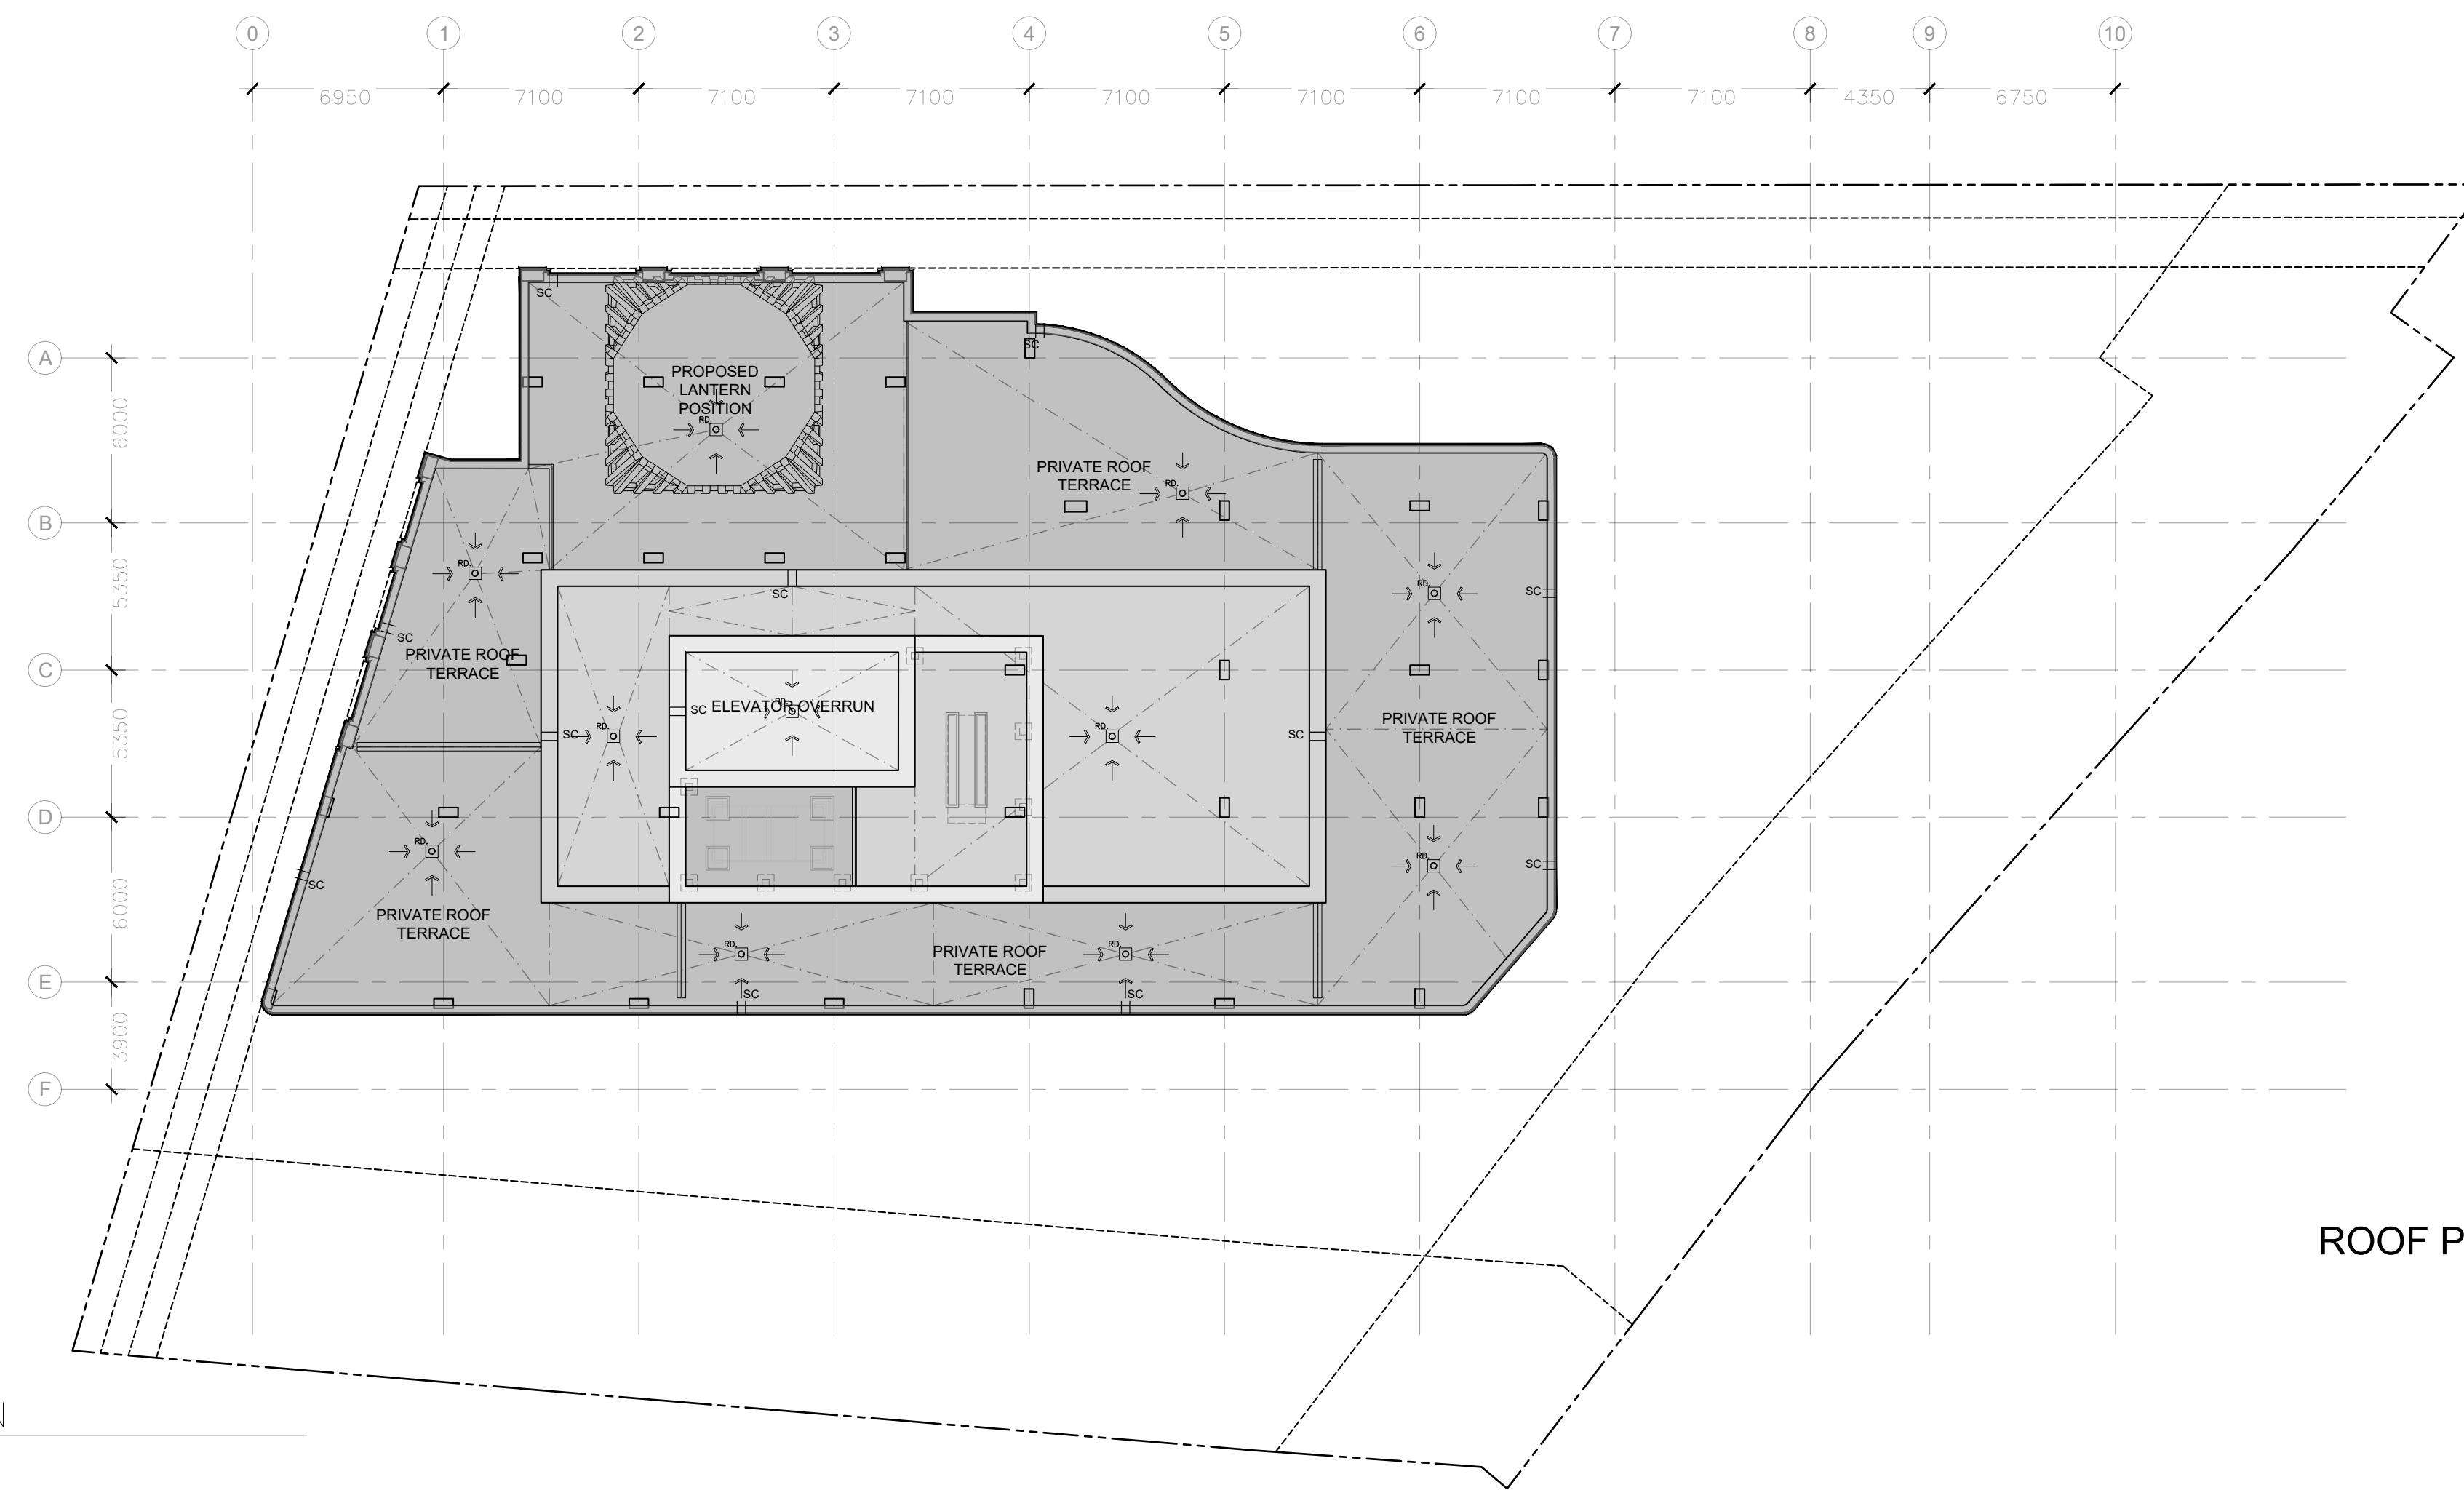 0 1 2 3 4 5 6 7 8 9 10
6950 7100 7100 7100 7100 7100 7100 7100 4350 6750
SC
SC
A
PROPOSED
LANTERN
POSITION
RD.
6000
PRIVATE ROOF
TERRACE
RD.
B
RD.
5350
RD.
SC
SC
SC
PRIVATE ROOF
TERRACE
C
ELEVATOR OVERRUN
RD.
SC
PRIVATE ROOF
TERRACE
5350
SC
RD.
RD.
SC
D
RD.
RD.
SC
SC
6000
PRIVATE ROOF
TERRACE
RD.
RD.
PRIVATE ROOF
TERRACE
E
SC
SC
3900
F
ROOF P
N